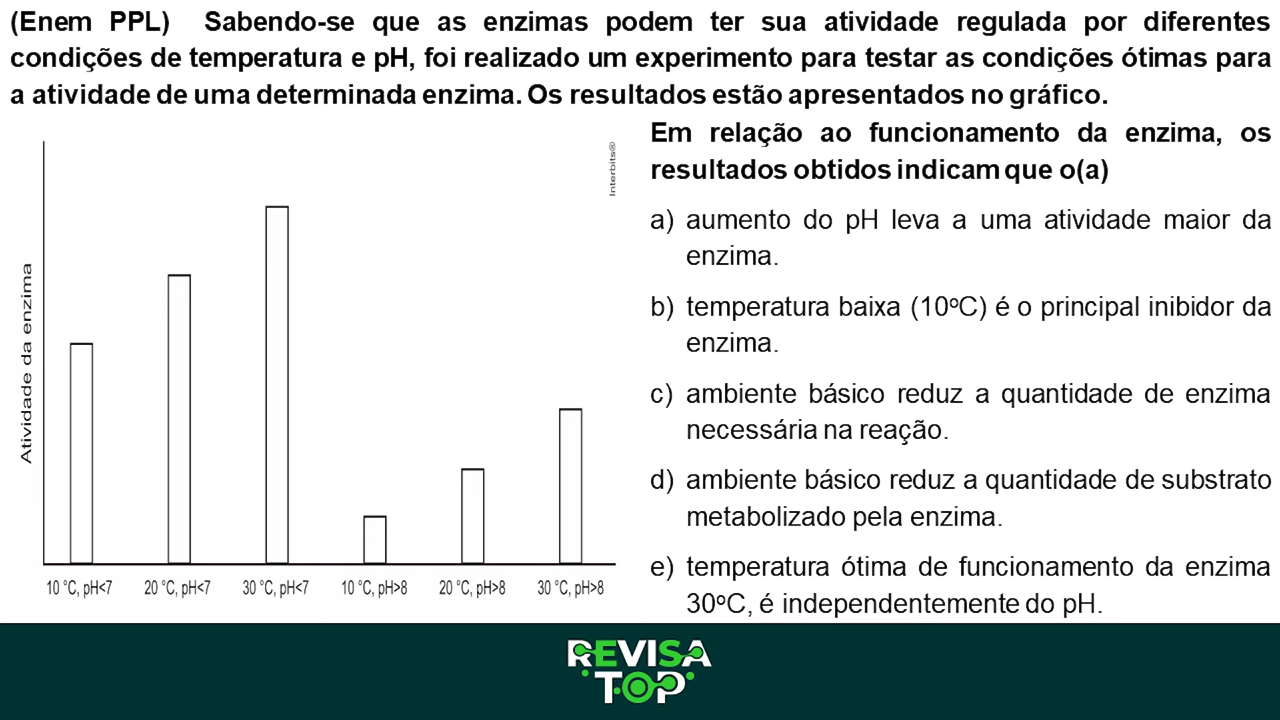 (Enem PPL) Sabendo-se que as enzimas podem ter sua atividade regulada por diferentes
condições de temperatura e pH, foi realizado um experimento para testar as condições ótimas para
a atividade de uma determinada enzima. Os resultados estão apresentados no gráfico.
Atividade da enzima
Interbits®
10 °C, pH<7
20 °C, pH<7
30 °C, pH<7
10 °C, pH>8
20 °C, pH>8
30 °C, pH>8
Em relação ao funcionamento da enzima, os
resultados obtidos indicam que o(a)
a) aumento do pH leva a uma atividade maior da
enzima.
b) temperatura baixa (10ºC) é o principal inibidor da
enzima.
c) ambiente básico reduz a quantidade de enzima
necessária na reação.
d) ambiente básico reduz a quantidade de substrato
metabolizado pela enzima.
e) temperatura ótima de funcionamento da enzima
30ºC, é independentemente do pH.
REVISA
TOP